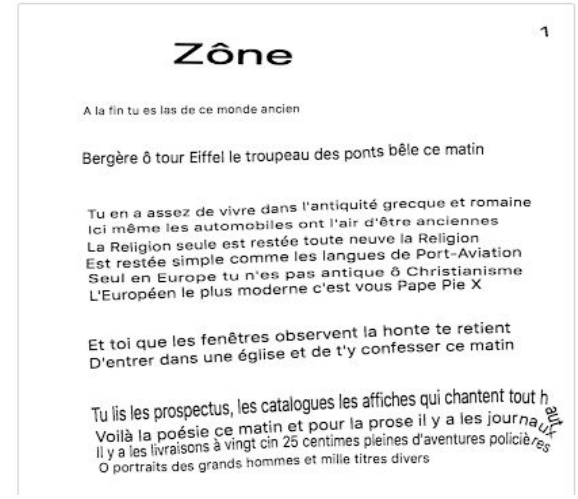 1
Zône
A la fin tu es las de ce monde ancien
Bergère ô tour Eiffel le troupeau des ponts bêle ce matin
Tu en a assez de vivre dans l'antiquité grecque et romaine
Ici même les automobiles ont l'air d'être anciennes
La Religion seule est restée toute neuve la Religion
Est restée simple comme les langues de Port-Aviation
Seul en Europe tu n'es pas antique ô Christianisme
L'Européen le plus moderne c'est vous Pape Pie X
Et toi que les fenêtres observent la honte te retient
D'entrer dans une église et de t'y confesser ce matin
Tu lis les prospectus, les catalogues les affiches qui chantent tout haut
Voilà la poésie ce matin et pour la prose il y a les journaux
Il y a les livraisons à vingt cin 25 centimes pleines d'aventures policières
O portraits des grands hommes et mille titres divers